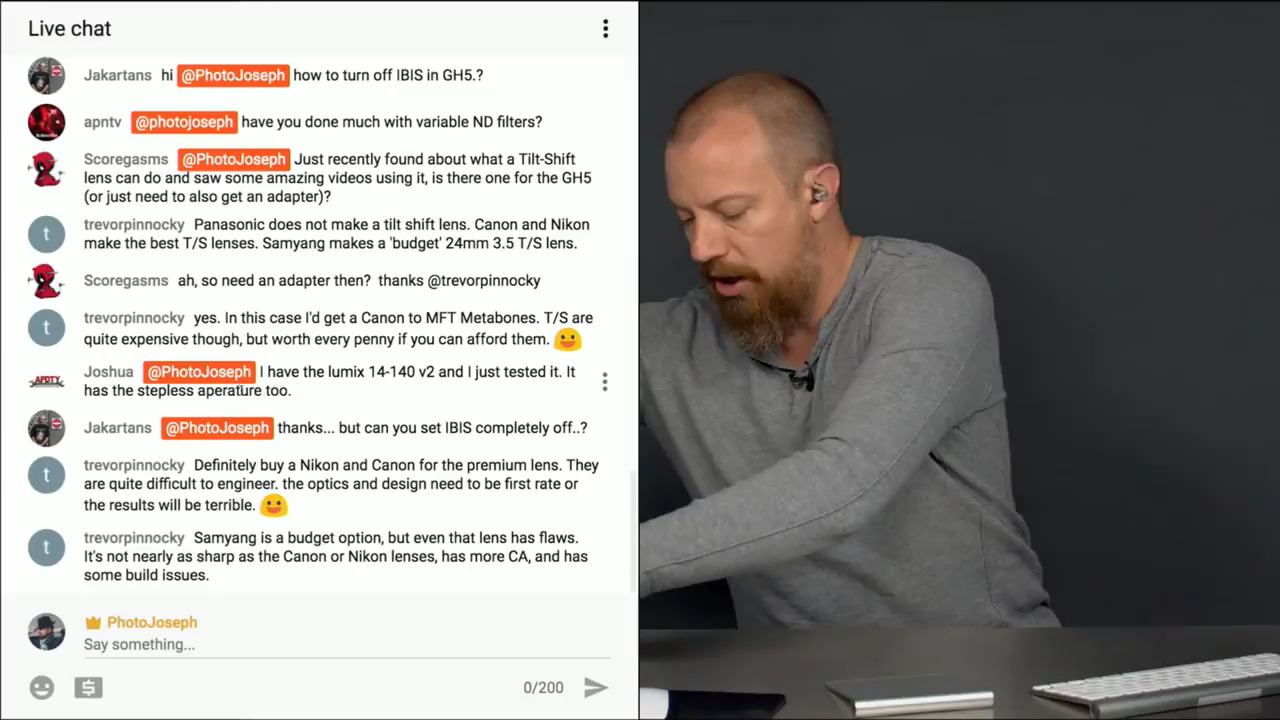 Live chat
Jakartans hi @PhotoJoseph how to turn off IBIS in GH5.?
apntv @photojoseph have you done much with variable ND filters?
Scoregasms @PhotoJoseph Just recently found about what a Tilt-Shift
lens can do and saw some amazing videos using it, is there one for the GH5
(or just need to also get an adapter)?
trevorpinnocky Panasonic does not make a tilt shift lens. Canon and Nikon
make the best T/S lenses. Samyang makes a 'budget' 24mm 3.5 T/S lens.
Scoregasms ah, so need an adapter then? thanks @trevorpinnocky
trevorpinnocky yes. In this case I'd get a Canon to MFT Metabones. T/S are
quite expensive though, but worth every penny if you can afford them.
Joshua @PhotoJoseph I have the lumix 14-140 v2 and I just tested it. It
has the stepless aperature too.
Jakartans @PhotoJoseph thanks... but can you set IBIS completely off..?
trevorpinnocky Definitely buy a Nikon and Canon for the premium lens. They
are quite difficult to engineer. the optics and design need to be first rate or
the results will be terrible.
trevorpinnocky Samyang is a budget option, but even that lens has flaws.
It's not nearly as sharp as the Canon or Nikon lenses, has more CA, and has
some build issues.
PhotoJoseph
Say something...
0/200